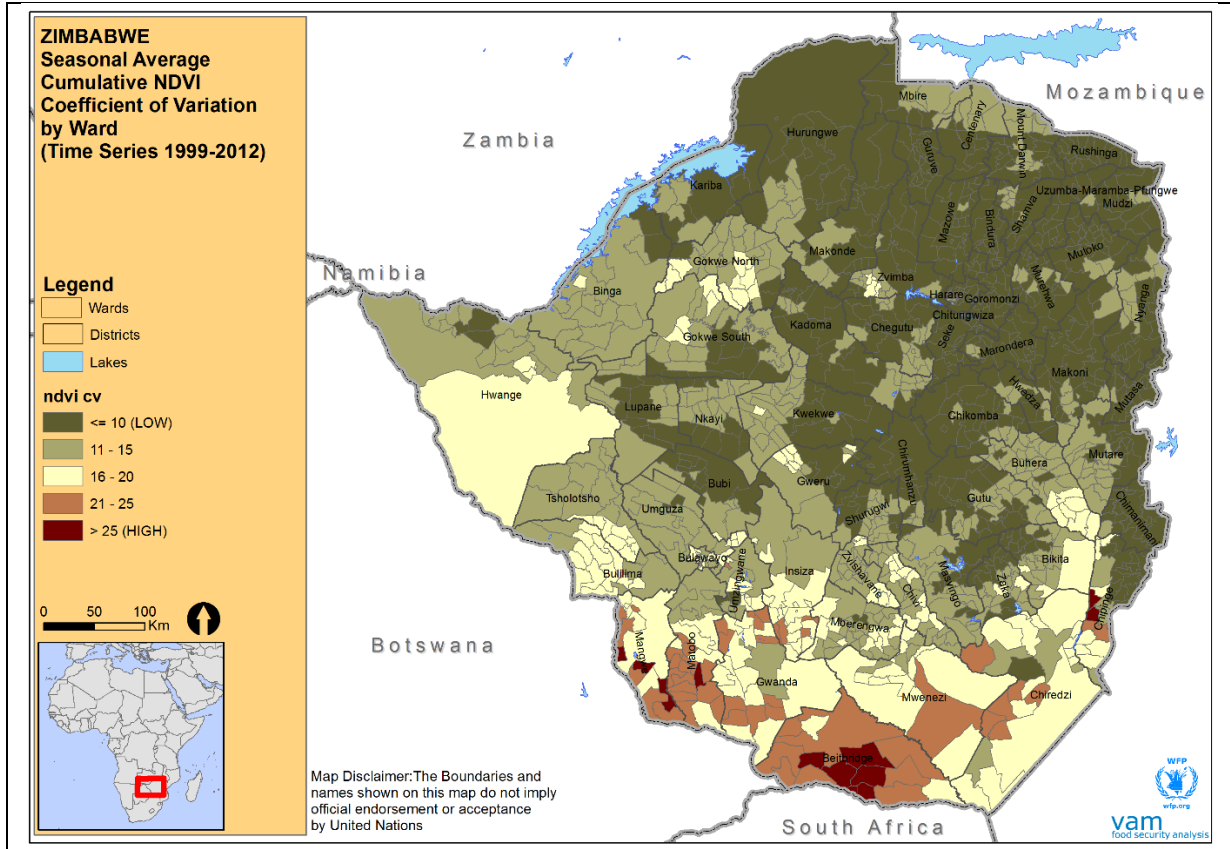 ZIMBABWE
Seasonal Average
Cumulative NDVI
Coefficient of Variation
by Ward
(Time Series 1999-2012)
Legend
Wards
Districts
Lakes
ndvi cv
<= 10 (LOW)
11 - 15
16 - 20
21 - 25
> 25 (HIGH)
0 50 100
Km
Zambia
Mozambique
Namibia
Botswana
South Africa
Mbire
Centenary
Mount Darwin
Hurungwe
Guruve
Rushinga
Kariba
Uzumba-Maramba-Pfungwe
Mudzi
Mazowe
Bindura
Shamva
Makonde
Mutoko
Gokwe North
Zvimba
Murehwa
Binga
Harare
Goromonzi
Nyanga
Chitungwiza
Kadoma
Chegutu
Seke
Gokwe South
Marondera
Makoni
Hwange
Hwedza
Mutasa
Lupane
Nkayi
Kwekwe
Chikomba
Buhera
Mutare
Bubi
Gweru
Chirumhanzu
Tsholotsho
Umguza
Gutu
Chimanimani
Shurugwi
Bulawayo
Bikita
Bulilima
Umzingwane
Insiza
Zvishavane
Chivi
Masvingo
Zaka
Chipinge
Mberengwa
Mangwe
Matobo
Gwanda
Mwenezi
Chiredzi
Beitbridge
Map Disclaimer:The Boundaries and
names shown on this map do not imply
official endorsement or acceptance
by United Nations
WFP
wfp.org
vam
food security analysis